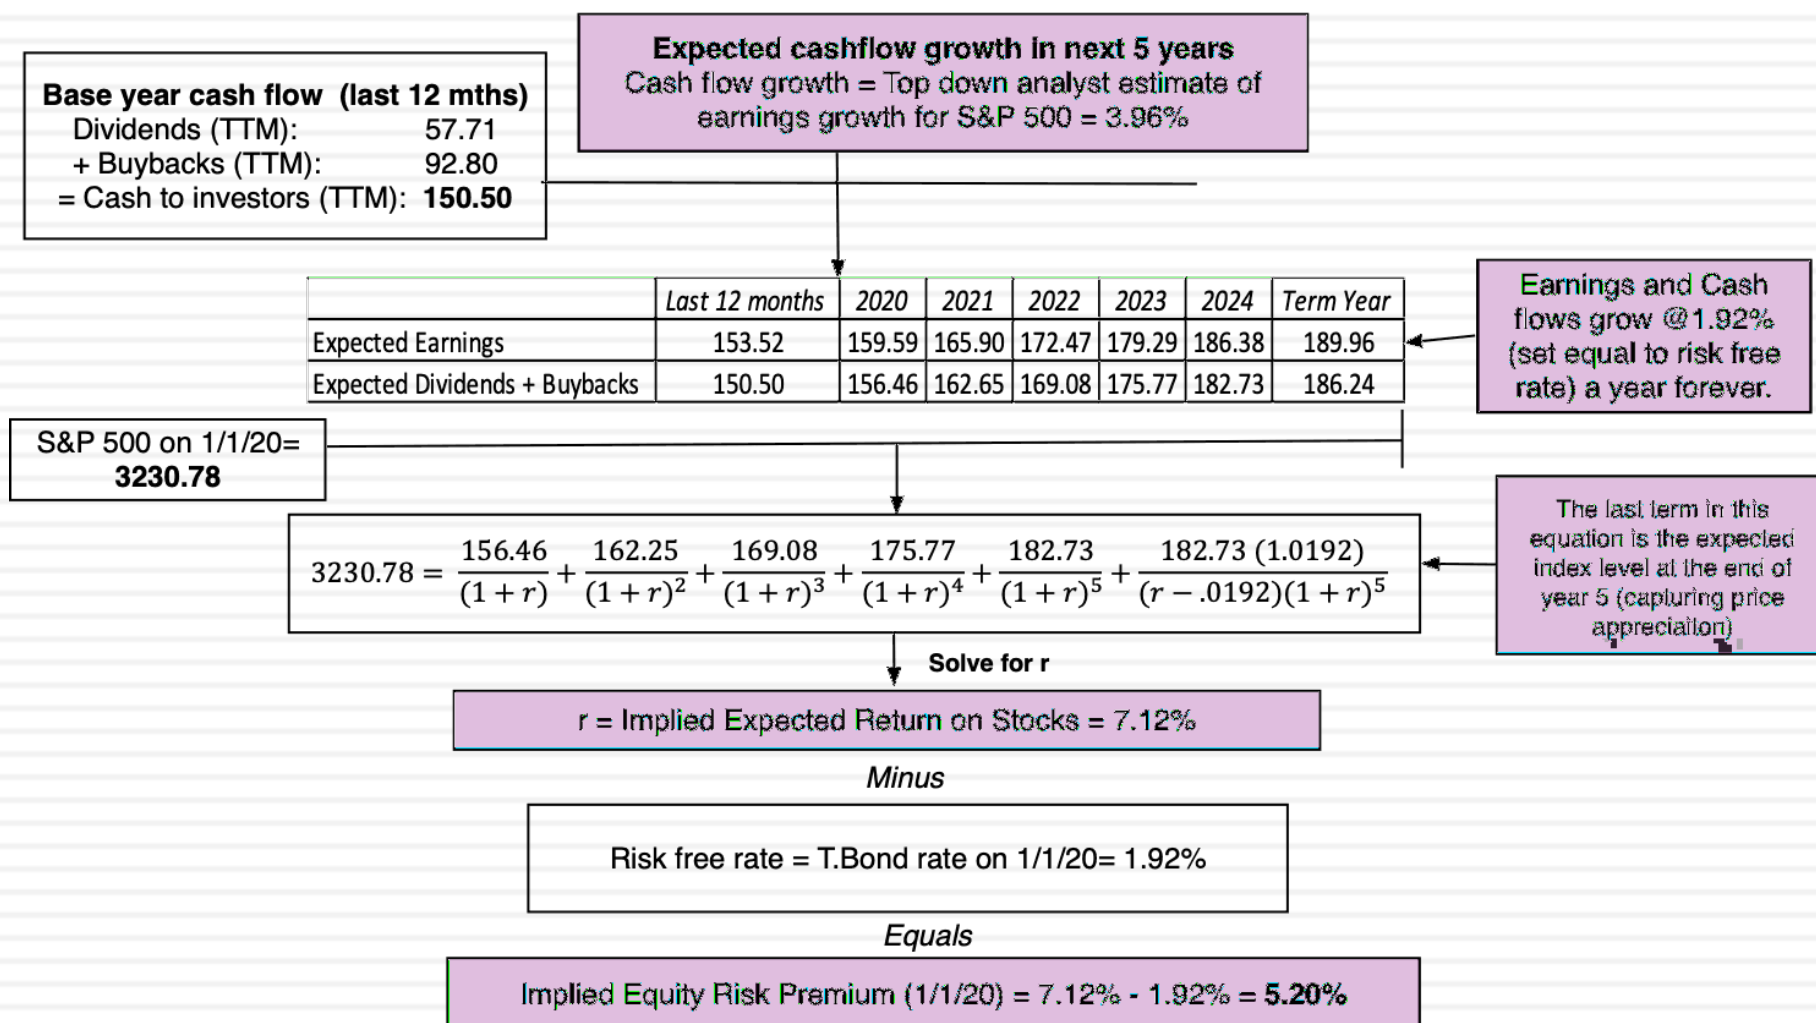 Expected cashflow growth in next 5 years
Cash flow growth = Top down analyst estimate of
earnings growth for S&P 500 = 3.96%
Base year cash flow (last 12 mths)
Dividends (TTM): 57.71
+ Buybacks (TTM): 92.80
= Cash to investors (TTM): 150.50
Last 12 months 2020 2021 2022 2023 2024 Term Year
Expected Earnings 153.52 159.59 165.90 172.47 179.29 186.38 189.96
Expected Dividends + Buybacks 150.50 156.46 162.65 169.08 175.77 182.73 186.24
Earnings and Cash
flows grow @1.92%
(set equal to risk free
rate) a year forever.
S&P 500 on 1/1/20=
3230.78
3230.78 = 156.46/(1 + r) + 162.25/(1 + r)² + 169.08/(1 + r)³ + 175.77/(1 + r)⁴ + 182.73/(1 + r)⁵ + 182.73 (1.0192)/(r − .0192)(1 + r)⁵
The last term in this
equation is the expected
index level at the end of
year 5 (capturing price
appreciation)
Solve for r
r = Implied Expected Return on Stocks = 7.12%
Minus
Risk free rate = T.Bond rate on 1/1/20= 1.92%
Equals
Implied Equity Risk Premium (1/1/20) = 7.12% - 1.92% = 5.20%